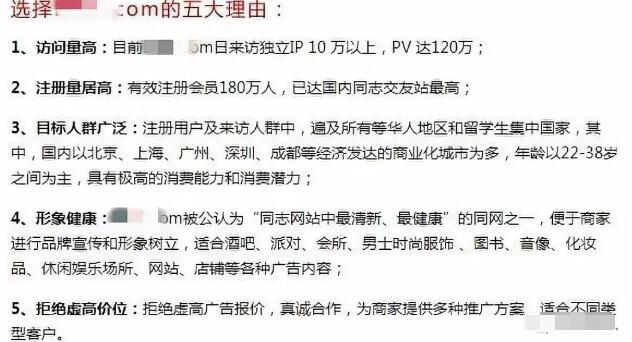 选择.com的五大理由：
1、访问量高：目前om日来访独立IP 10 万以上，PV 达120万；
2、注册量居高：有效注册会员180万人，已达国内同志交友站最高；
3、目标人群广泛：注册用户及来访人群中，遍及所有等华人地区和留学生集中国家，其
中，国内以北京、上海、广州、深圳、成都等经济发达的商业化城市为多，年龄以22-38岁
之间为主，具有极高的消费能力和消费潜力；
4、形象健康：om被公认为“同志网站中最清新、最健康”的同网之一，便于商家
进行品牌宣传和形象树立，适合酒吧、派对、会所、男士时尚服饰 、图书、音像、化妆
品、休闲娱乐场所、网站、店铺等各种广告内容；
5、拒绝虚高价位：拒绝虚高广告报价，真诚合作，为商家提供多种推广方案 适合不同类
型客户。